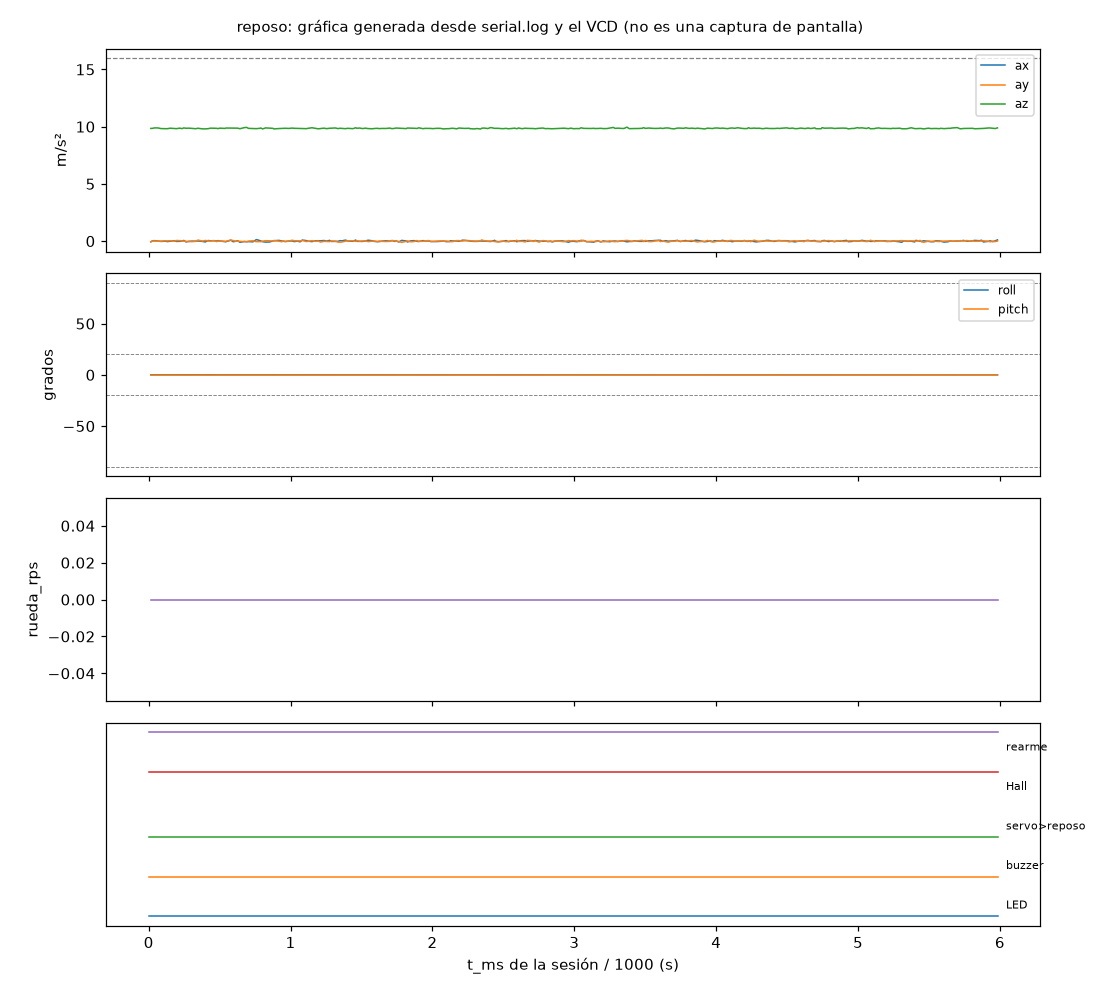 reposo: gráfica generada desde serial.log y el VCD (no es una captura de pantalla)
15
10
5
0
m/s²
ax
ay
az
50
0
−50
grados
roll
pitch
0.04
0.02
0.00
−0.02
−0.04
rueda_rps
rearme
Hall
servo>reposo
buzzer
LED
0 1 2 3 4 5 6
t_ms de la sesión / 1000 (s)